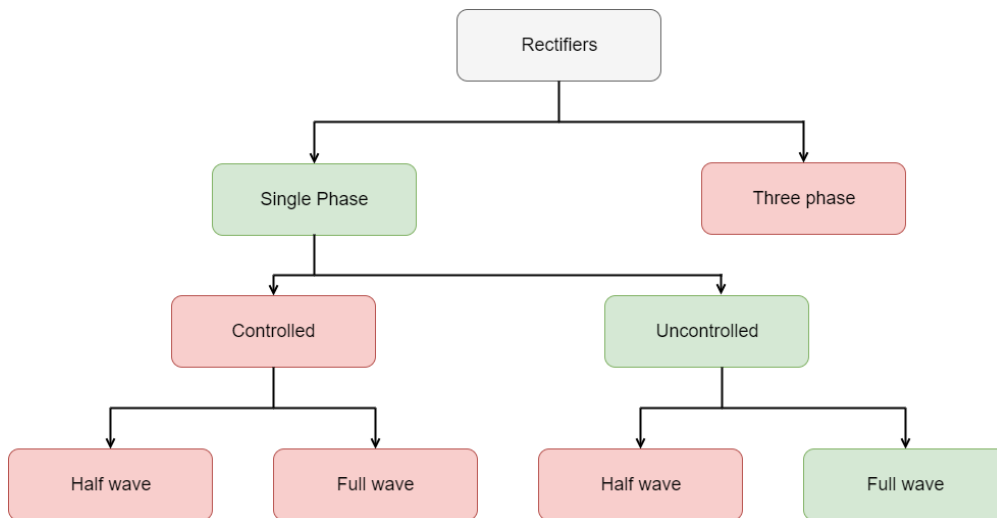 Rectifiers
Single Phase
Three phase
Controlled
Uncontrolled
Half wave
Full wave
Half wave
Full wave